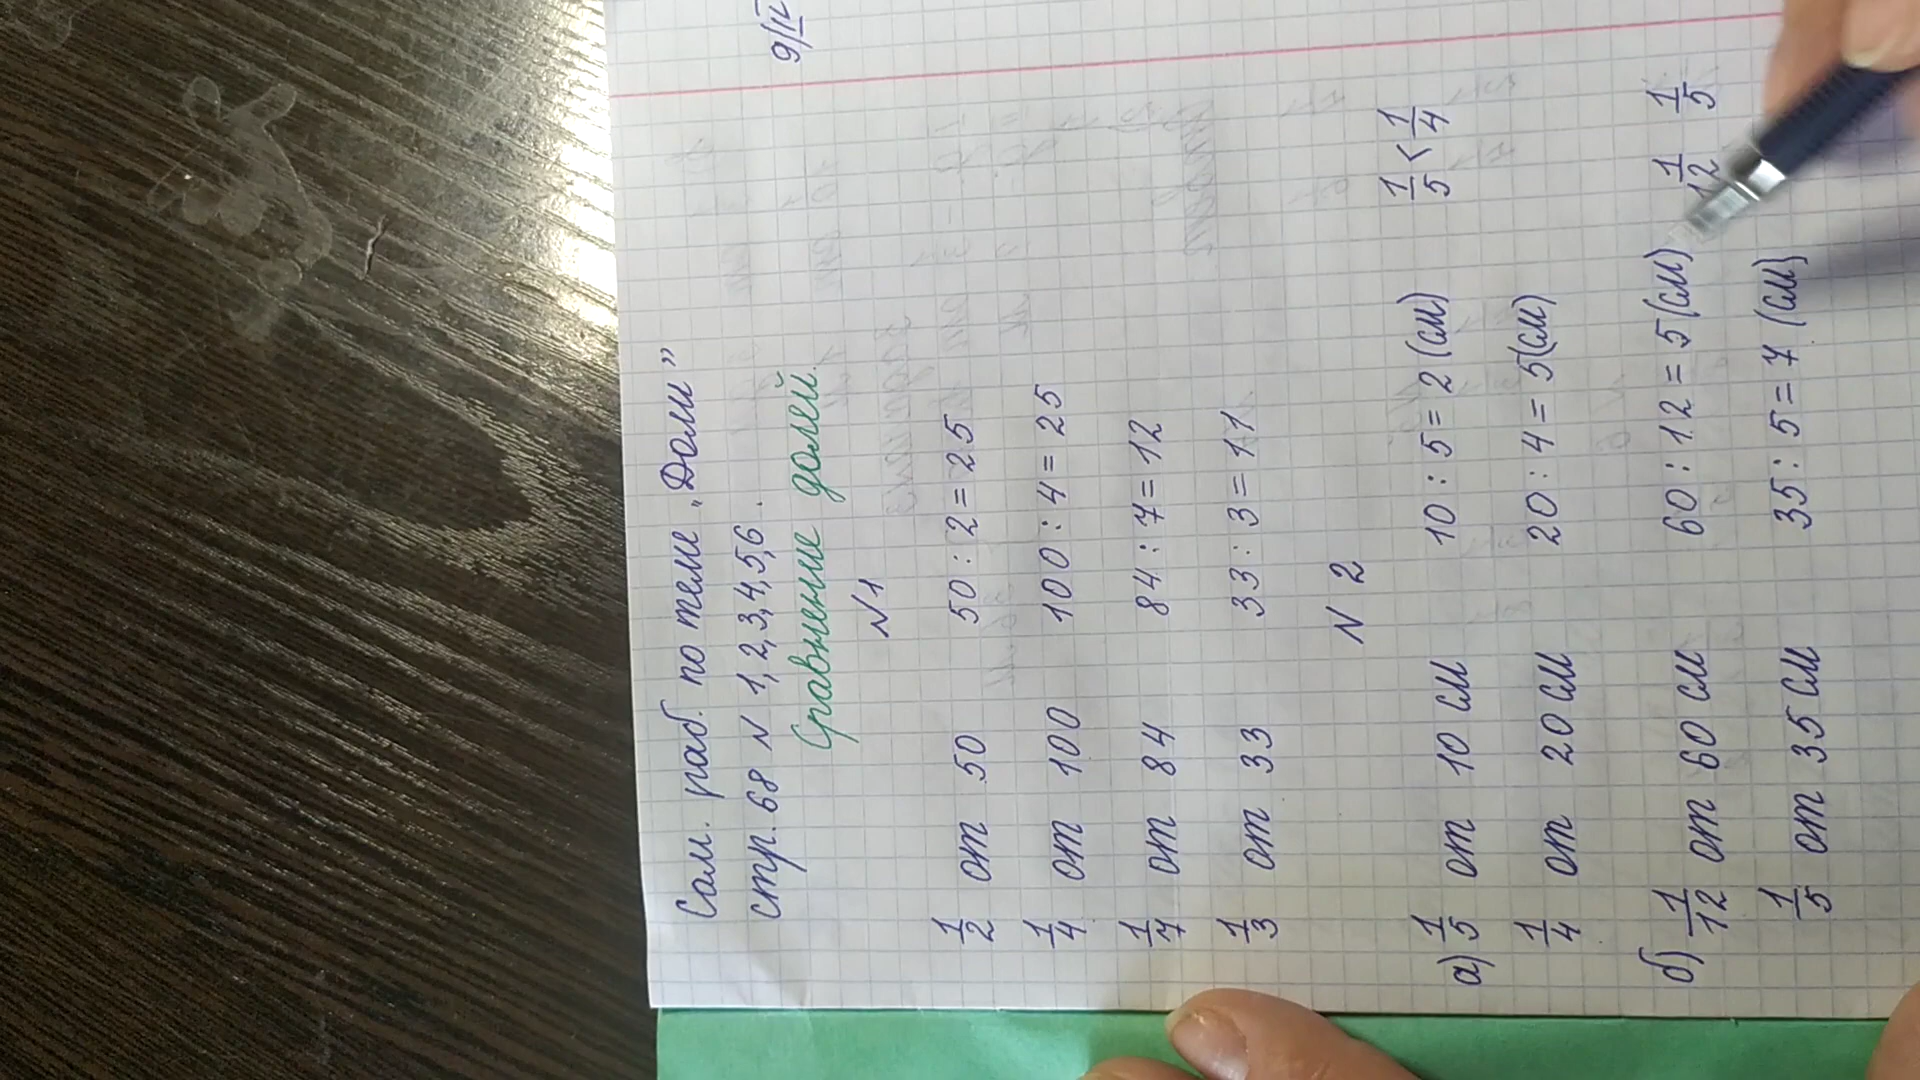 9/IV
Сам. раб. по теме „Доли”
стр. 68 N 1, 2, 3, 4, 5, 6.
Сравнение долей.
N1
1/2 от 50 50 : 2 = 25
1/4 от 100 100 : 4 = 25
1/7 от 84 84 : 7 = 12
1/3 от 33 33 : 3 = 11
N 2
а) 1/5 от 10 см 10 : 5 = 2 (см) 1/5 < 1/4
1/4 от 20 см 20 : 4 = 5 (см)
б) 1/12 от 60 см 60 : 12 = 5 (см) 1/12 1/5
1/5 от 35 см 35 : 5 = 7 (см)